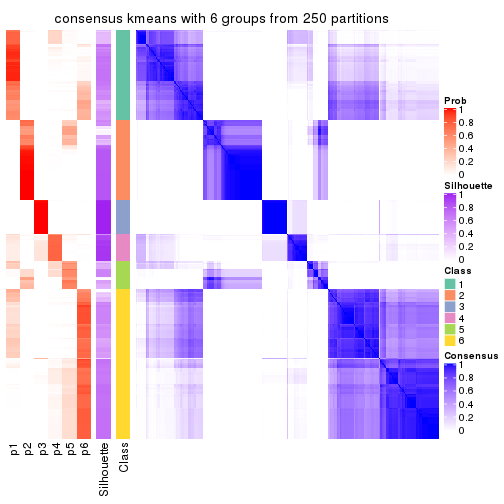 consensus kmeans with 6 groups from 250 partitions
Prob
1
0.8
0.6
0.4
0.2
0
Silhouette
1
0.8
0.6
0.4
0.2
0
Class
1
2
3
4
5
6
Consensus
1
0.8
0.6
0.4
0.2
0
p1
p2
p3
p4
p5
p6
Silhouette
Class